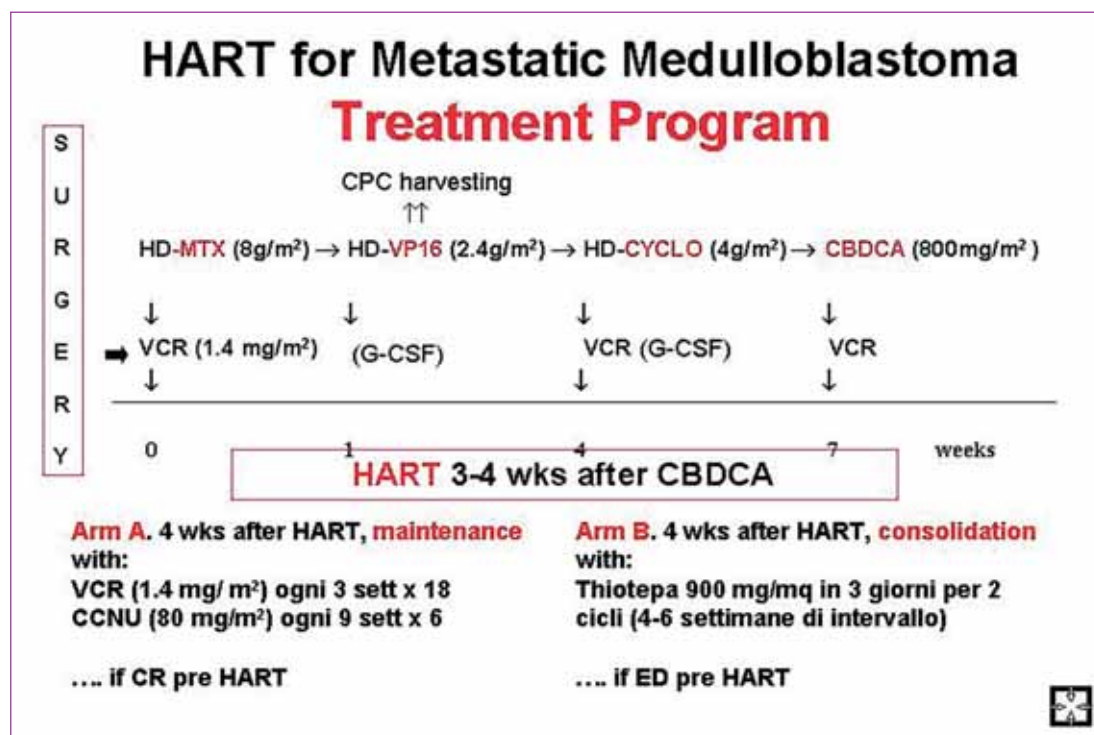 HART for Metastatic Medulloblastoma
Treatment Program
SURGERY
CPC harvesting
↑↑
HD-MTX (8g/m²) → HD-VP16 (2.4g/m²) → HD-CYCLO (4g/m²) → CBDCA (800mg/m²)
↓ ↓ ↓ ↓
➡ VCR (1.4 mg/m²) (G-CSF) VCR (G-CSF) VCR
↓ ↓ ↓
0 1 4 7 weeks
HART 3-4 wks after CBDCA
Arm A. 4 wks after HART, maintenance
with:
VCR (1.4 mg/ m²) ogni 3 sett x 18
CCNU (80 mg/m²) ogni 9 sett x 6
.... if CR pre HART
Arm B. 4 wks after HART, consolidation
with:
Thiotepa 900 mg/mq in 3 giorni per 2
cicli (4-6 settimane di intervallo)
.... if ED pre HART